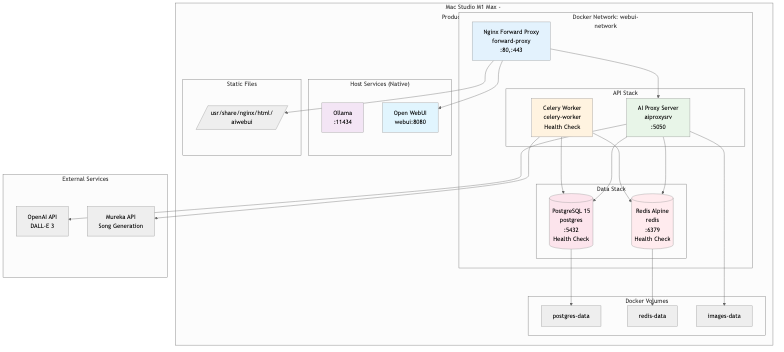 Mac Studio M1 Max -
Produ
Docker Network: webui-
network
Nginx Forward Proxy
forward-proxy
:80,:443
Static Files
usr/share/nginx/html/
aiwebui
Host Services (Native)
Ollama
:11434
Open WebUI
webui:8080
API Stack
Celery Worker
celery-worker
Health Check
AI Proxy Server
aiproxysrv
:5050
External Services
OpenAI API
DALL-E 3
Mureka API
Song Generation
Data Stack
PostgreSQL 15
postgres
:5432
Health Check
Redis Alpine
redis
:6379
Health Check
Docker Volumes
postgres-data
redis-data
images-data